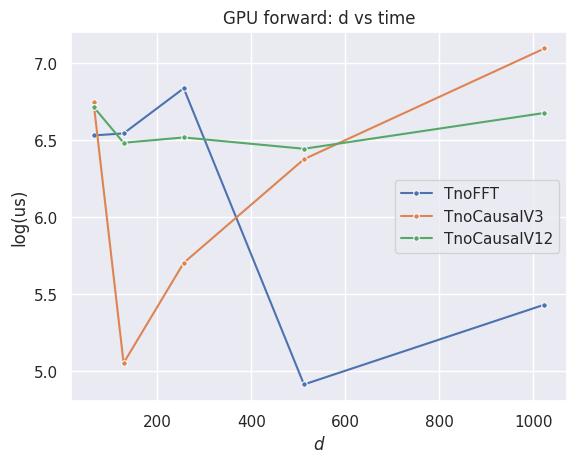 GPU forward: d vs time
log(us)
7.0
6.5
6.0
5.5
5.0
TnoFFT
TnoCausalV3
TnoCausalV12
200 400 600 800 1000
d